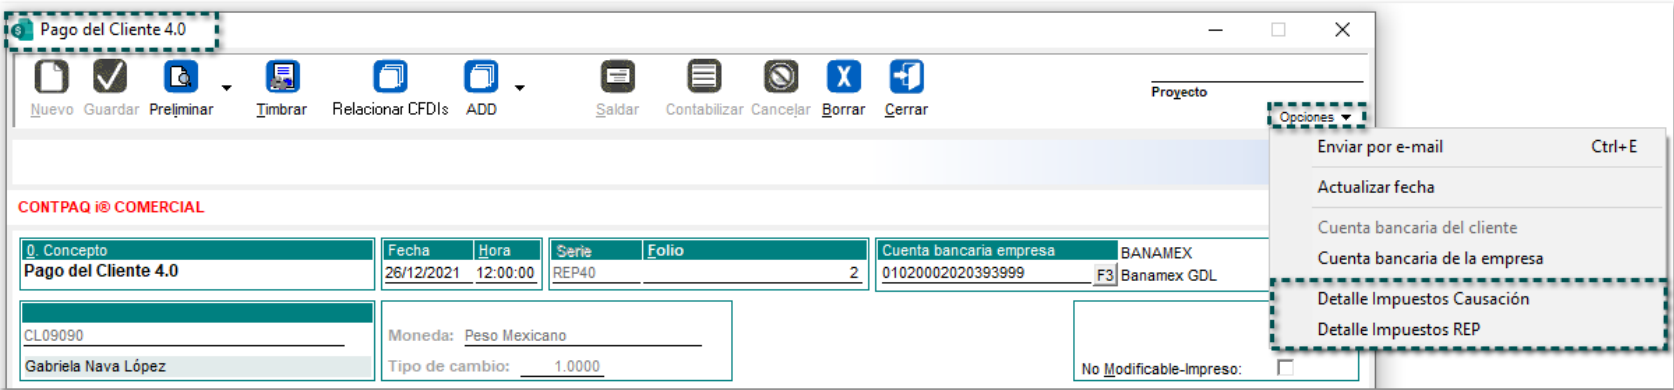 Pago del Cliente 4.0
Nuevo Guardar Preliminar Timbrar Relacionar CFDIs ADD Saldar Contabilizar Cancelar Borrar Cerrar
Proyecto
Opciones
Enviar por e-mail Ctrl+E
Actualizar fecha
Cuenta bancaria del cliente
Cuenta bancaria de la empresa
Detalle Impuestos Causación
Detalle Impuestos REP
CONTPAQ i® COMERCIAL
0. Concepto
Pago del Cliente 4.0
Fecha Hora
26/12/2021 12:00:00
Serie Folio
REP40 2
Cuenta bancaria empresa BANAMEX
01020002020393999 F3 Banamex GDL
CL09090
Gabriela Nava López
Moneda: Peso Mexicano
Tipo de cambio: 1.0000
No Modificable-Impreso: